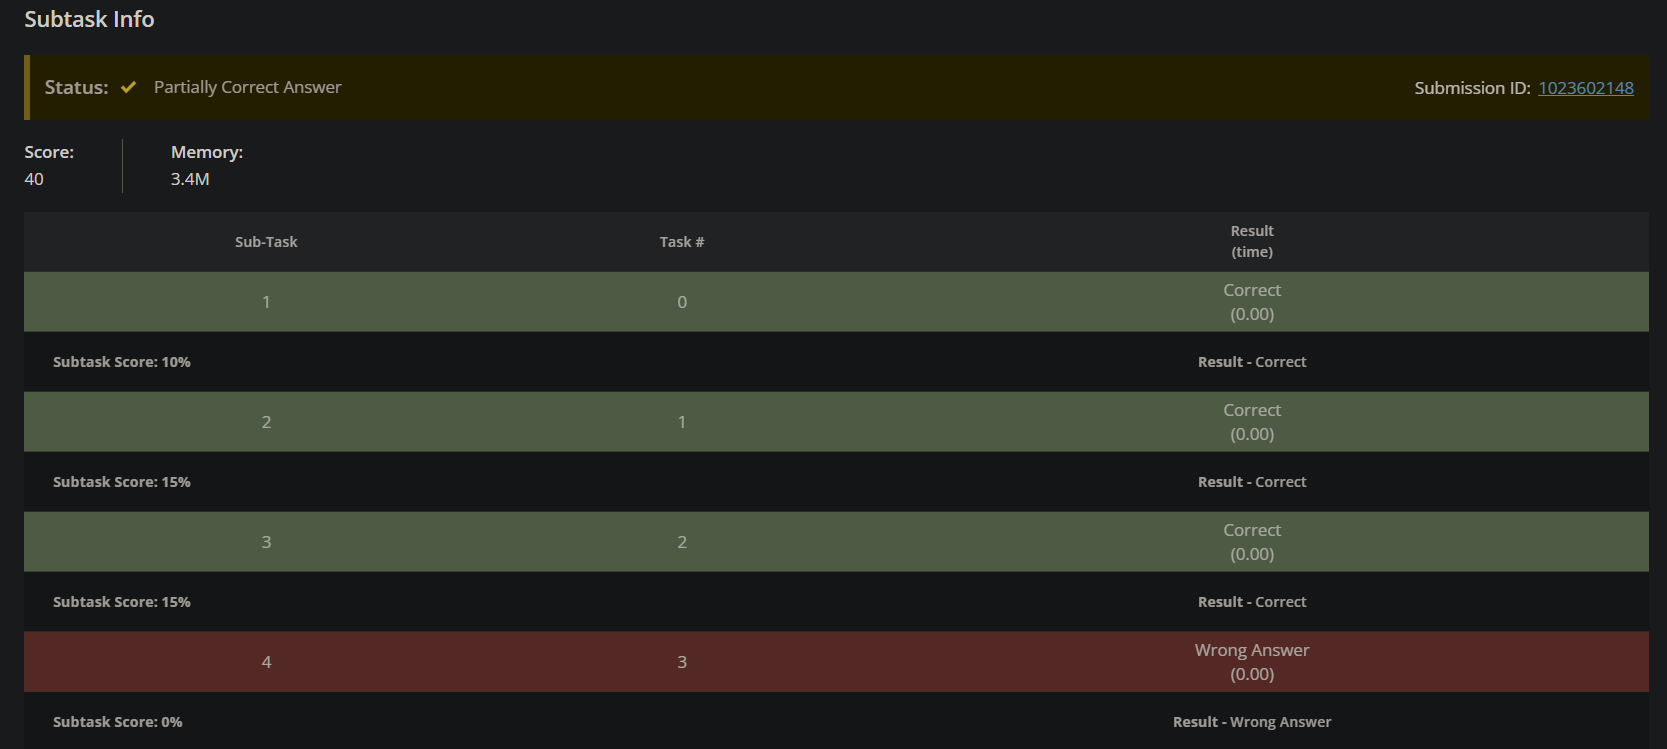 Subtask Info
Status: Partially Correct Answer Submission ID: 1023602148
Score: Memory:
40 3.4M
Sub-Task Task # Result
(time)
1 0 Correct
(0.00)
Subtask Score: 10% Result - Correct
2 1 Correct
(0.00)
Subtask Score: 15% Result - Correct
3 2 Correct
(0.00)
Subtask Score: 15% Result - Correct
4 3 Wrong Answer
(0.00)
Subtask Score: 0% Result - Wrong Answer